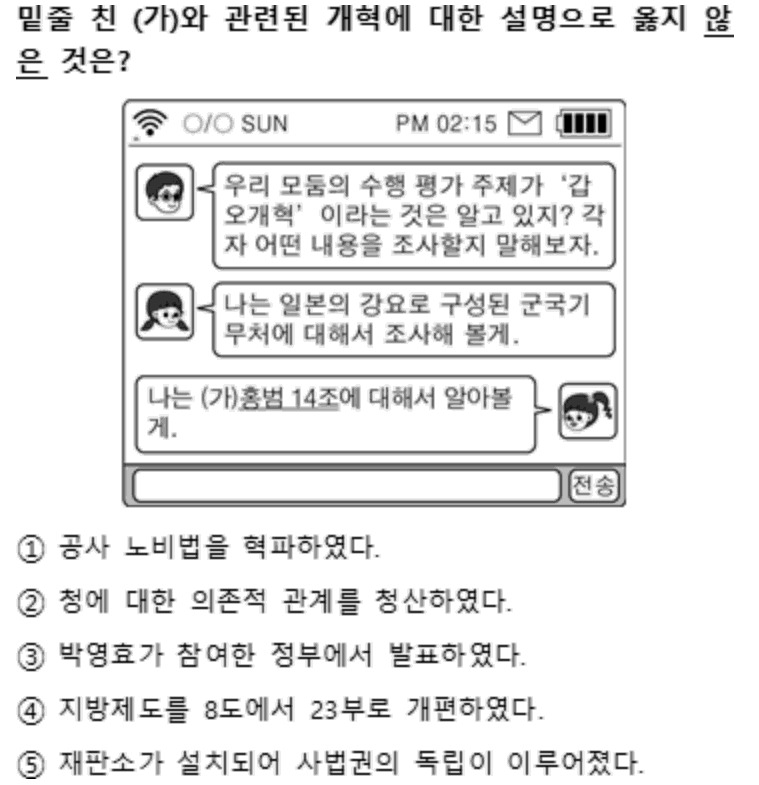 밑줄 친 (가)와 관련된 개혁에 대한 설명으로 옳지 않
은 것은?
○/○ SUN PM 02:15
우리 모둠의 수행 평가 주제가 ‘갑
오개혁’ 이라는 것은 알고 있지? 각
자 어떤 내용을 조사할지 말해보자.
나는 일본의 강요로 구성된 군국기
무처에 대해서 조사해 볼게.
나는 (가)홍범 14조에 대해서 알아볼
게.
전송
① 공사 노비법을 혁파하였다.
② 청에 대한 의존적 관계를 청산하였다.
③ 박영효가 참여한 정부에서 발표하였다.
④ 지방제도를 8도에서 23부로 개편하였다.
⑤ 재판소가 설치되어 사법권의 독립이 이루어졌다.